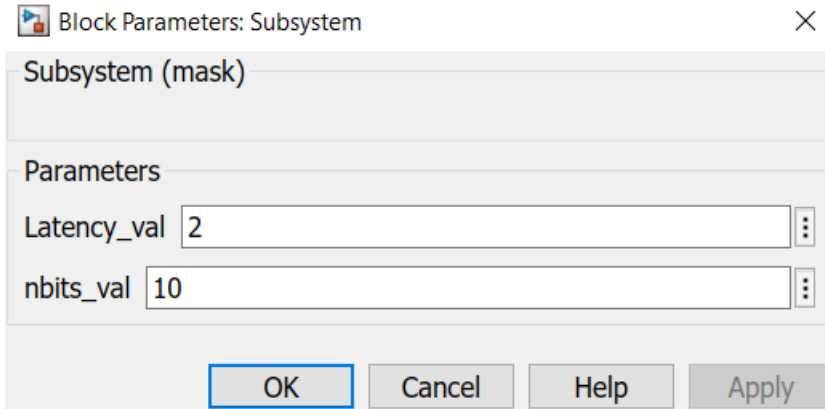 Block Parameters: Subsystem
Subsystem (mask)
Parameters
Latency_val 2
nbits_val 10
OK Cancel Help Apply